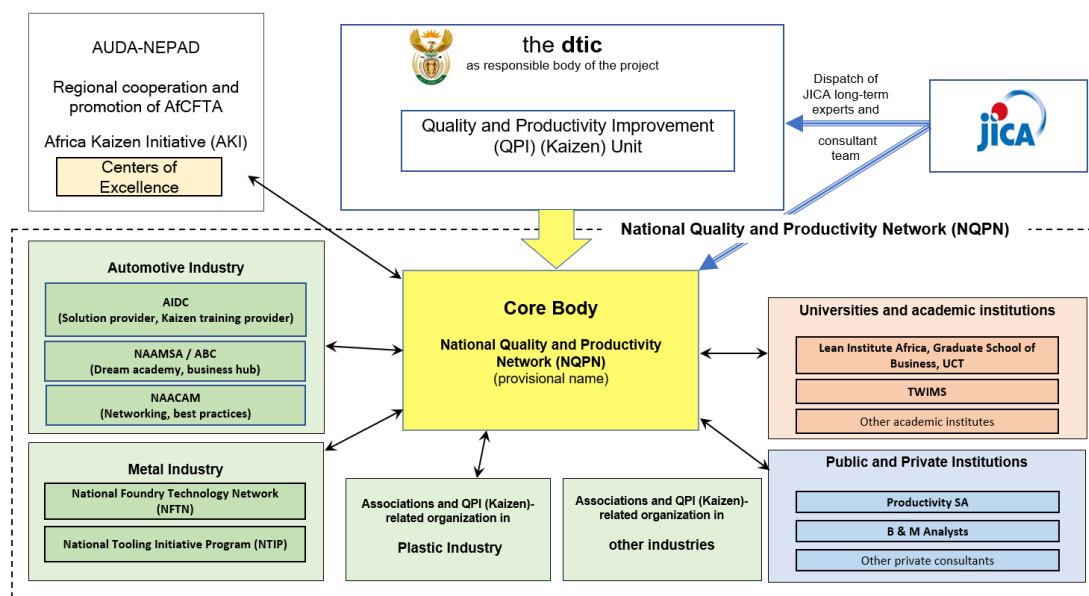 AUDA-NEPAD
Regional cooperation and
promotion of AfCFTA
Africa Kaizen Initiative (AKI)
Centers of
Excellence
the dtic
as responsible body of the project
Quality and Productivity Improvement
(QPI) (Kaizen) Unit
Dispatch of
JICA long-term
experts and
consultant
team
jICA
National Quality and Productivity Network (NQPN)
Automotive Industry
AIDC
(Solution provider, Kaizen training provider)
NAAMSA / ABC
(Dream academy, business hub)
NAACAM
(Networking, best practices)
Metal Industry
National Foundry Technology Network
(NFTN)
National Tooling Initiative Program (NTIP)
Core Body
National Quality and Productivity
Network (NQPN)
(provisional name)
Associations and QPI (Kaizen)-
related organization in
Plastic Industry
Associations and QPI (Kaizen)-
related organization in
other industries
Universities and academic institutions
Lean Institute Africa, Graduate School of
Business, UCT
TWIMS
Other academic institutes
Public and Private Institutions
Productivity SA
B & M Analysts
Other private consultants